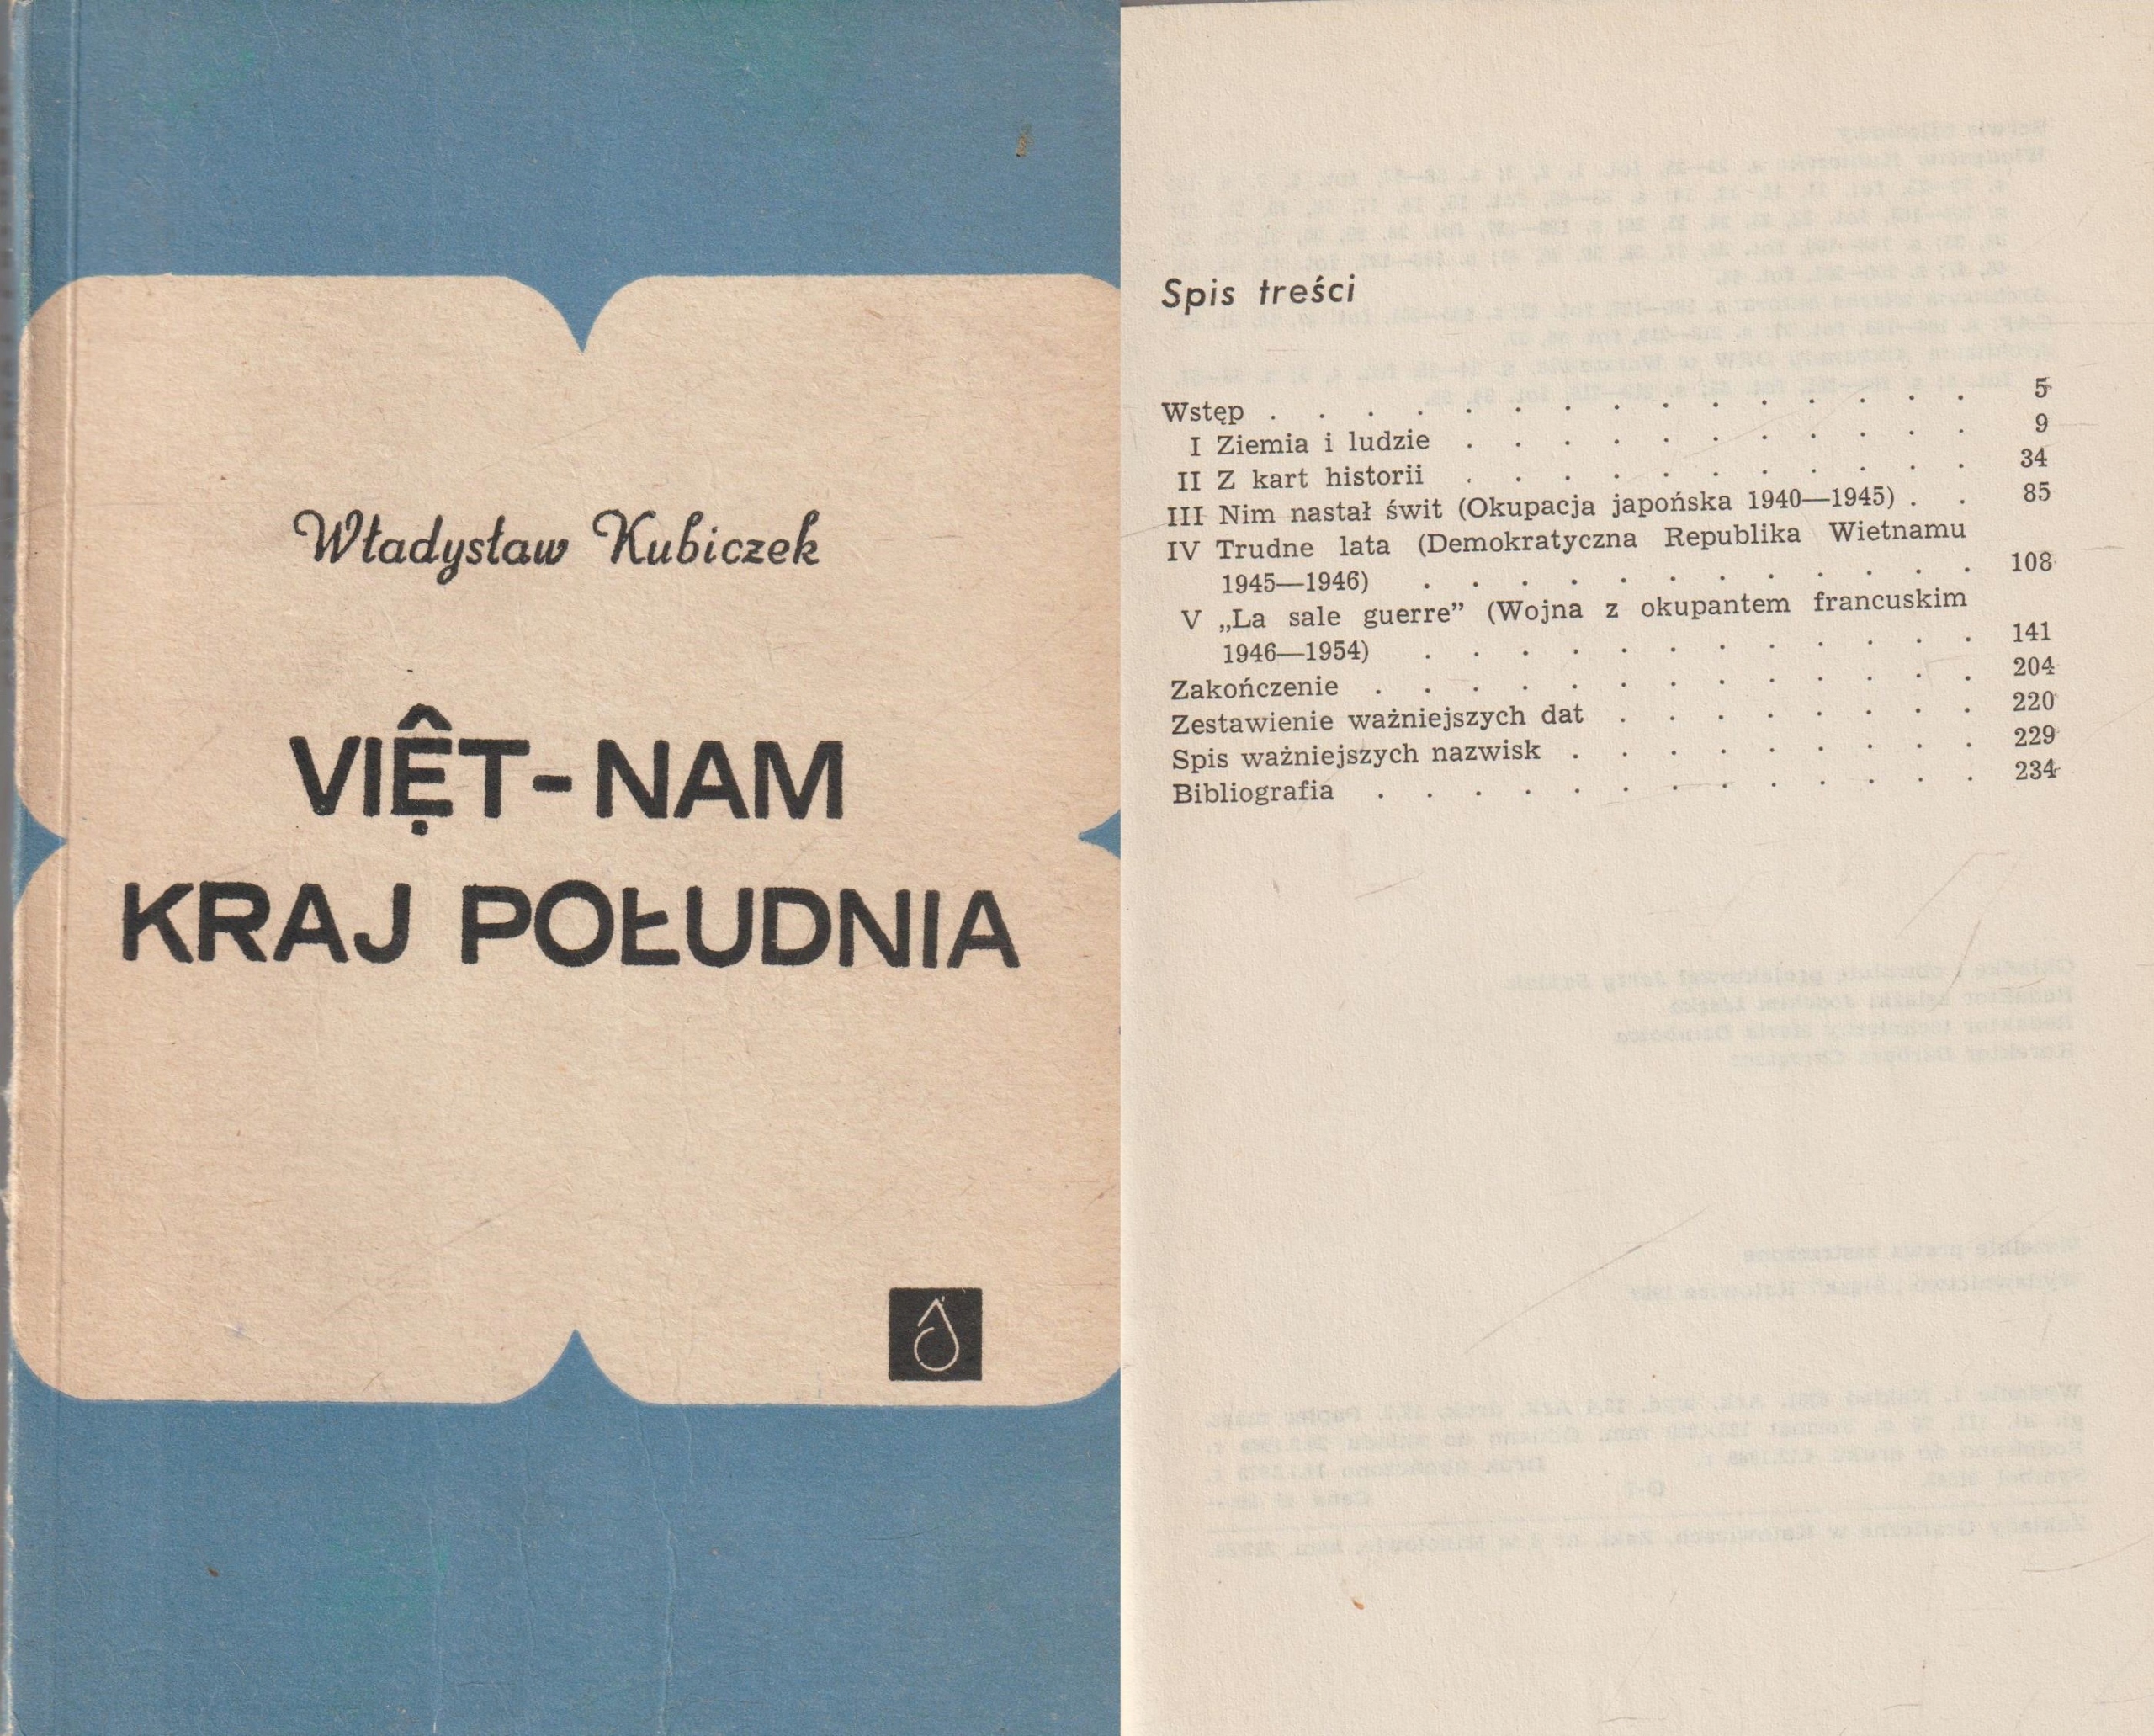 Władysław Kubiczek
VIỆT-NAM
KRAJ POŁUDNIA
Spis treści
Wstęp . . . . . . . . . . . . . . . 5
I Ziemia i ludzie . . . . . . . . . . . 9
II Z kart historii . . . . . . . . . . . 34
III Nim nastał świt (Okupacja japońska 1940—1945) . . 85
IV Trudne lata (Demokratyczna Republika Wietnamu
1945—1946) . . . . . . . . . . . . 108
V „La sale guerre” (Wojna z okupantem francuskim
1946—1954) . . . . . . . . . . . . 141
Zakończenie . . . . . . . . . . . . . 204
Zestawienie ważniejszych dat . . . . . . . . 220
Spis ważniejszych nazwisk . . . . . . . . . 229
Bibliografia . . . . . . . . . . . . . 234